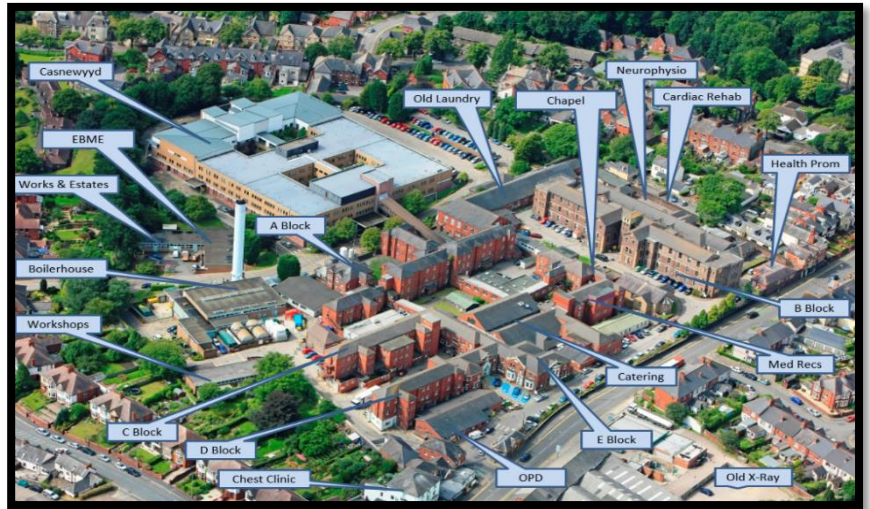 Casnewyyd
Old Laundry
Chapel
Neurophysio
Cardiac Rehab
EBME
Health Prom
Works & Estates
A Block
Boilerhouse
B Block
Workshops
Med Recs
Catering
C Block
D Block
E Block
Chest Clinic
OPD
Old X-Ray